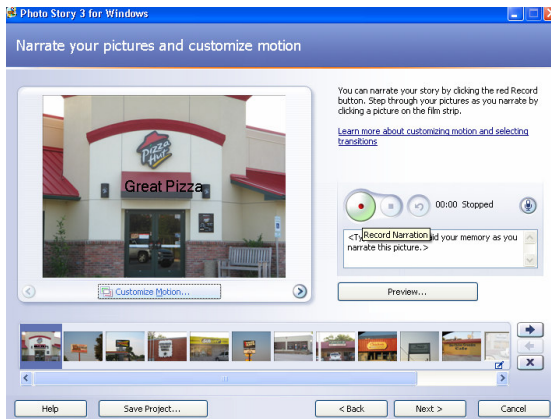 Photo Story 3 for Windows
Narrate your pictures and customize motion
You can narrate your story by clicking the red Record
button. Step through your pictures as you narrate by
clicking a picture on the film strip.
Learn more about customizing motion and selecting
transitions
Pizza
Hut
Great Pizza
00:00 Stopped
Record Narration
<Ty
id your memory as you
narrate this picture.>
Customize Motion...
Preview...
Help
Save Project...
< Back
Next >
Cancel